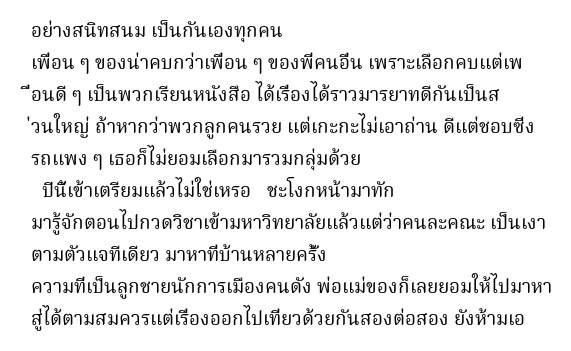 อย่างสนิทสนม เป็นกันเองทุกคน
เพื่อน ๆ ของน่าคบกว่าเพื่อน ๆ ของพี่คนอื่น เพราะเลือกคบแต่เพ
ื่อนดี ๆ เป็นพวกเรียนหนังสือ ได้เรื่องได้ราวมารยาทดีกันเป็นส
่วนใหญ่ ถ้าหากว่าพวกลูกคนรวย แต่เกะกะไม่เอาถ่าน ดีแต่ชอบซิ่ง
รถแพง ๆ เธอก็ไม่ยอมเลือกมารวมกลุ่มด้วย
ปีนี้เข้าเตรียมแล้วไม่ใช่เหรอ ชะโงกหน้ามาทัก
มารู้จักตอนไปกวดวิชาเข้ามหาวิทยาลัยแล้วแต่ว่าคนละคณะ เป็นเงา
ตามตัวแจทีเดียว มาหาที่บ้านหลายครั้ง
ความที่เป็นลูกชายนักการเมืองคนดัง พ่อแม่ของก็เลยยอมให้ไปมาหา
สู่ได้ตามสมควรแต่เรื่องออกไปเที่ยวด้วยกันสองต่อสอง ยังห้ามเอ